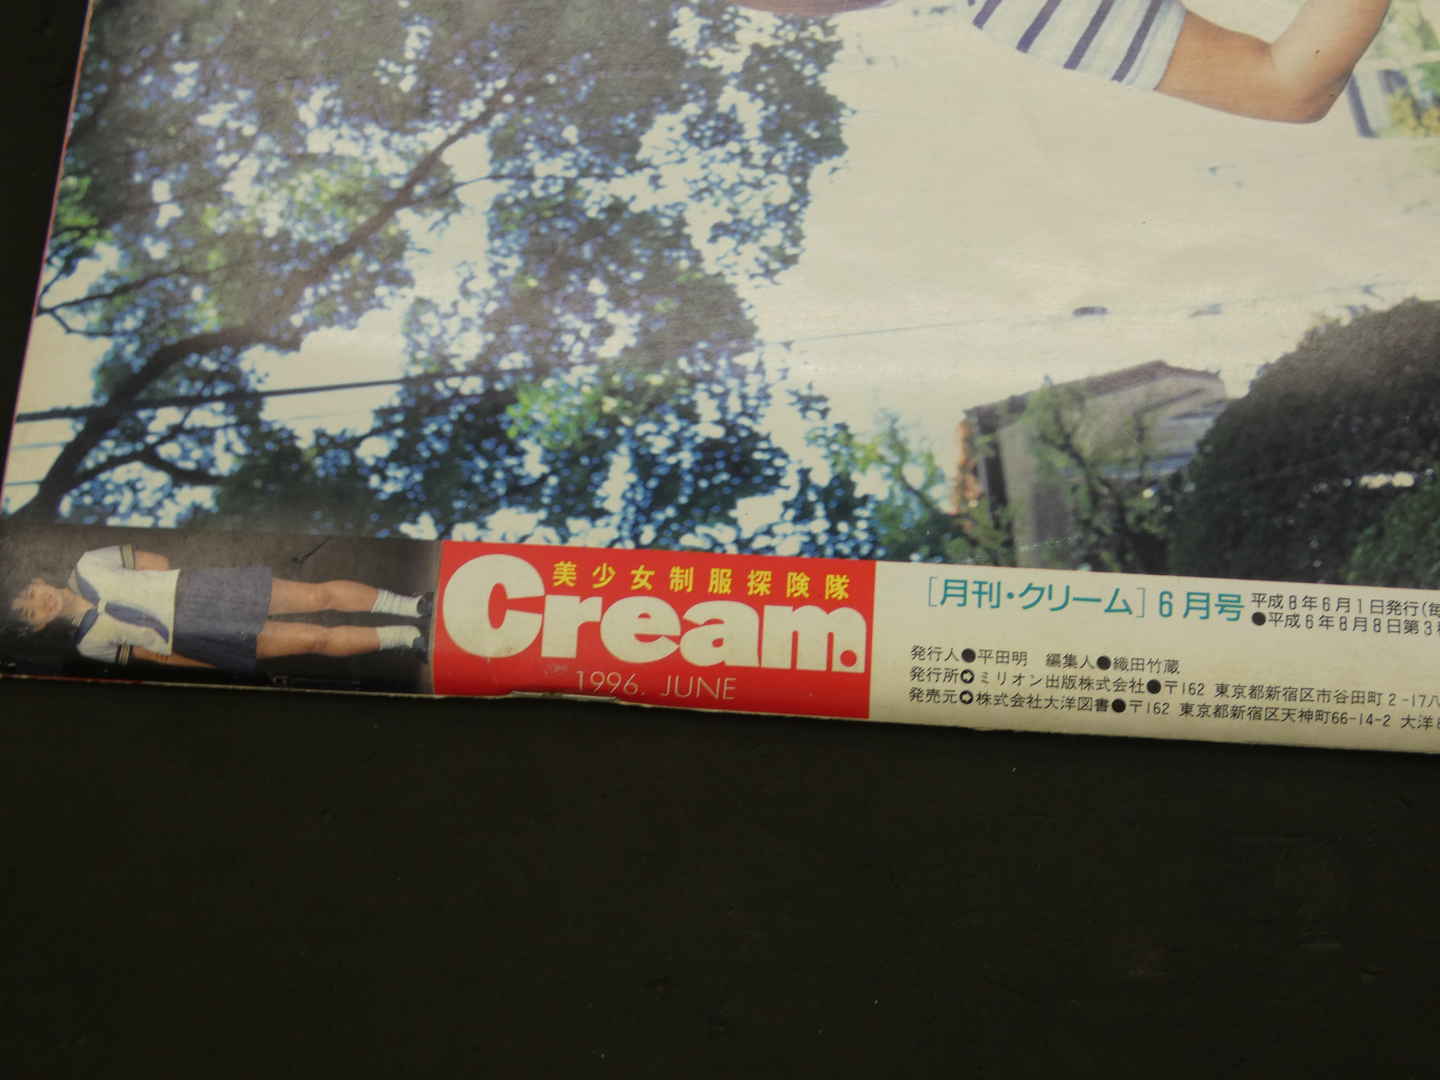 美少女制服探険隊
Cream.
1996. JUNE
［月刊・クリーム］6月号
平成8年6月1日発行(毎
●平成6年8月8日第3
発行人●平田明 編集人●織田竹蔵
発行所➲ミリオン出版株式会社●〒162 東京都新宿区市谷田町2-17八
発売元➲株式会社大洋図書●〒162 東京都新宿区天神町66-14-2 大洋